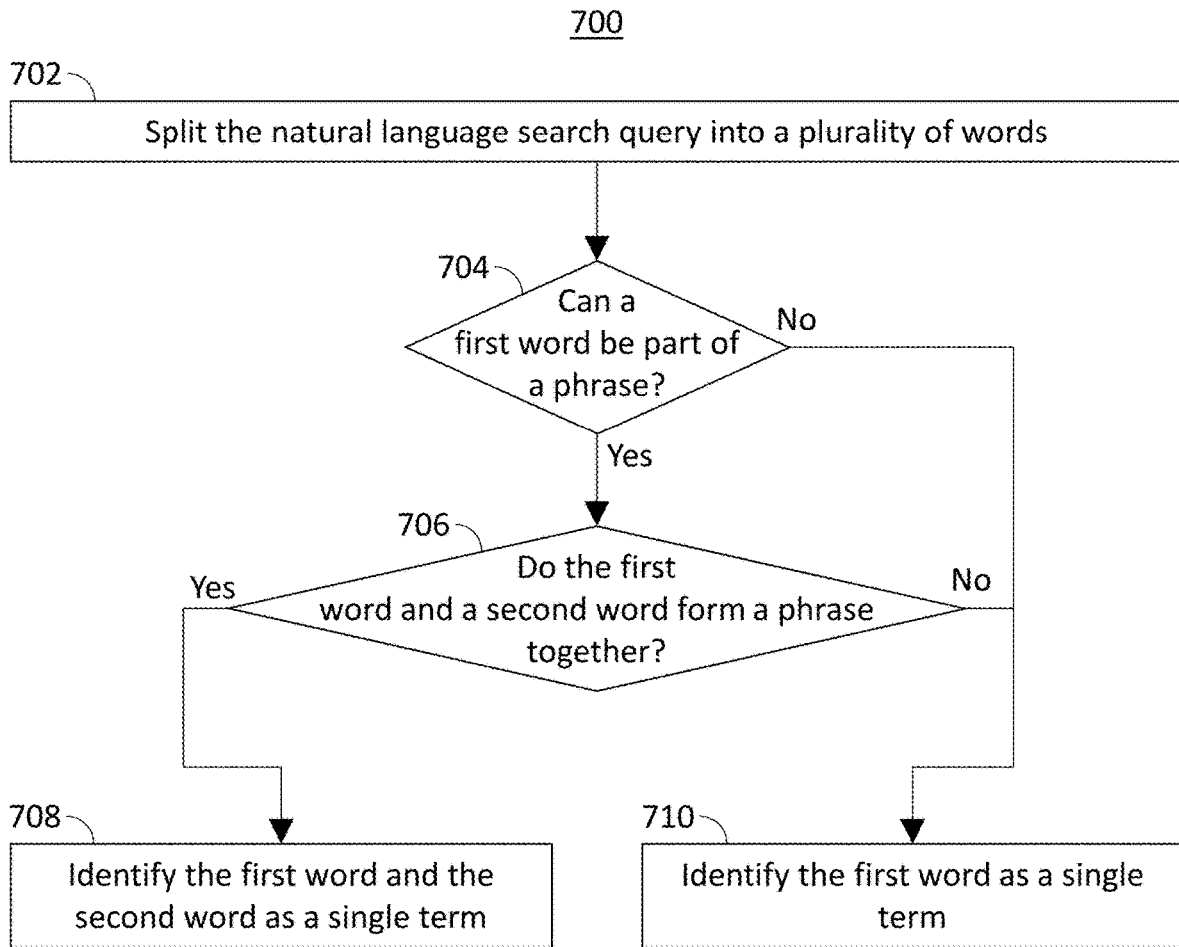 700
702
Split the natural language search query into a plurality of words
704
Can a
first word be part of
a phrase?
No
Yes
706
Yes
Do the first
word and a second word form a phrase
together?
No
708
Identify the first word and the
second word as a single term
710
Identify the first word as a single
term